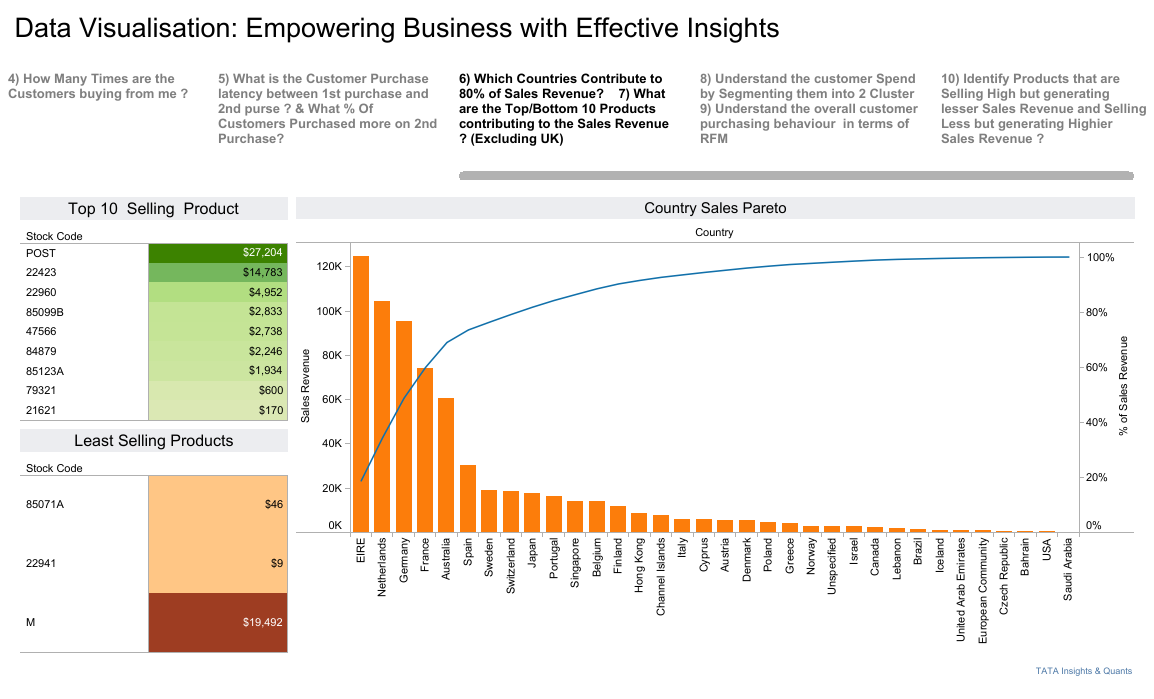 Data Visualisation: Empowering Business with Effective Insights
4) How Many Times are the
Customers buying from me ?
5) What is the Customer Purchase
latency between 1st purchase and
2nd purse ? & What % Of
Customers Purchased more on 2nd
Purchase?
6) Which Countries Contribute to
80% of Sales Revenue?    7) What
are the Top/Bottom 10 Products
contributing to the Sales Revenue
? (Excluding UK)
8) Understand the customer Spend
by Segmenting them into 2 Cluster
9) Understand the overall customer
purchasing behaviour  in terms of
RFM
10) Identify Products that are
Selling High but generating
lesser Sales Revenue and Selling
Less but generating Highier
Sales Revenue ?
Top 10  Selling  Product
Stock Code
POST $27,204
22423 $14,783
22960 $4,952
85099B $2,833
47566 $2,738
84879 $2,246
85123A $1,934
79321 $600
21621 $170
Least Selling Products
Stock Code
85071A $46
22941 $9
M $19,492
Country Sales Pareto
Country
120K
100K
80K
60K
40K
20K
0K
Sales Revenue
100%
80%
60%
40%
20%
0%
% of Sales Revenue
EIRE
Netherlands
Germany
France
Australia
Spain
Sweden
Switzerland
Japan
Portugal
Singapore
Belgium
Finland
Hong Kong
Channel Islands
Italy
Cyprus
Austria
Denmark
Poland
Greece
Norway
Unspecified
Israel
Canada
Lebanon
Brazil
Iceland
United Arab Emirates
European Community
Czech Republic
Bahrain
USA
Saudi Arabia
TATA Insights & Quants